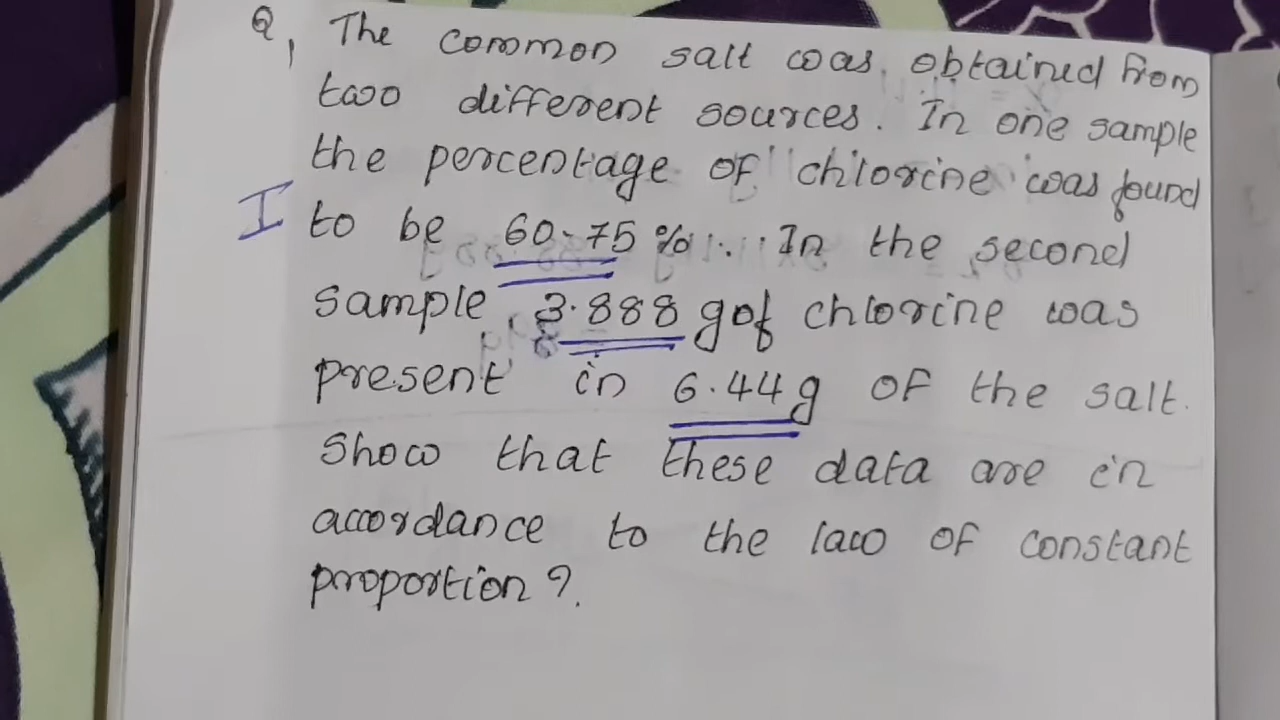 Q, The common salt was obtained from
two different sources. In one sample
the percentage of chlorine was found
I to be 60.75%. In the second
sample, 3.888 g of chlorine was
present in 6.44g of the salt.
Show that these data are in
accordance to the law of constant
proportion?.